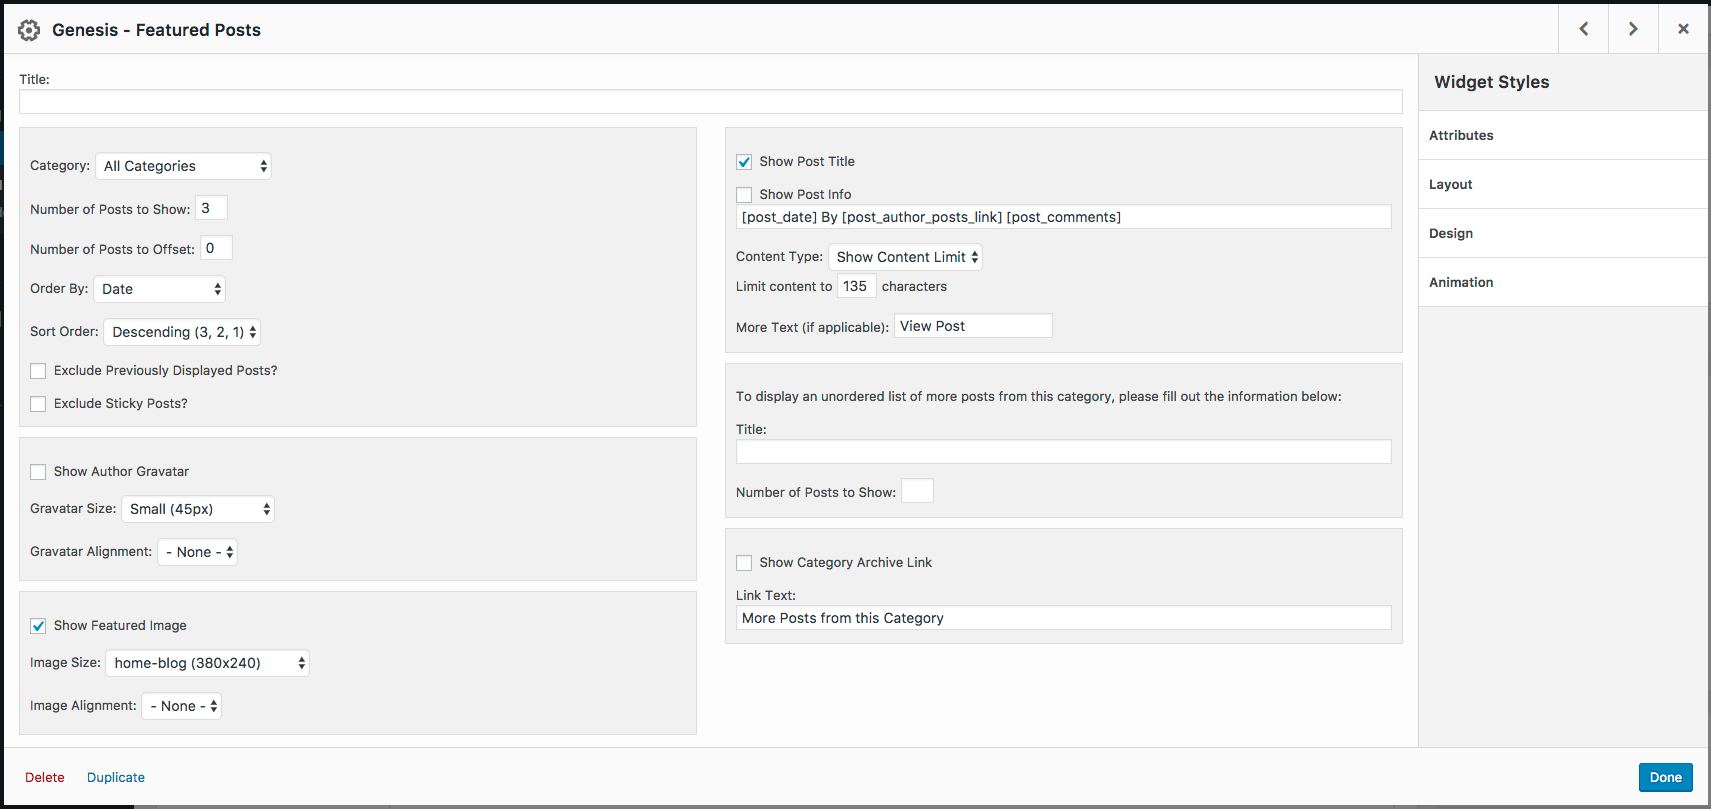 Genesis - Featured Posts
Title:
Category: All Categories
Number of Posts to Show: 3
Number of Posts to Offset: 0
Order By: Date
Sort Order: Descending (3, 2, 1)
Exclude Previously Displayed Posts?
Exclude Sticky Posts?
Show Author Gravatar
Gravatar Size: Small (45px)
Gravatar Alignment: - None -
Show Featured Image
Image Size: home-blog (380x240)
Image Alignment: - None -
Show Post Title
Show Post Info
[post_date] By [post_author_posts_link] [post_comments]
Content Type: Show Content Limit
Limit content to 135 characters
More Text (if applicable): View Post
To display an unordered list of more posts from this category, please fill out the information below:
Title:
Number of Posts to Show:
Show Category Archive Link
Link Text:
More Posts from this Category
Widget Styles
Attributes
Layout
Design
Animation
Delete Duplicate
Done